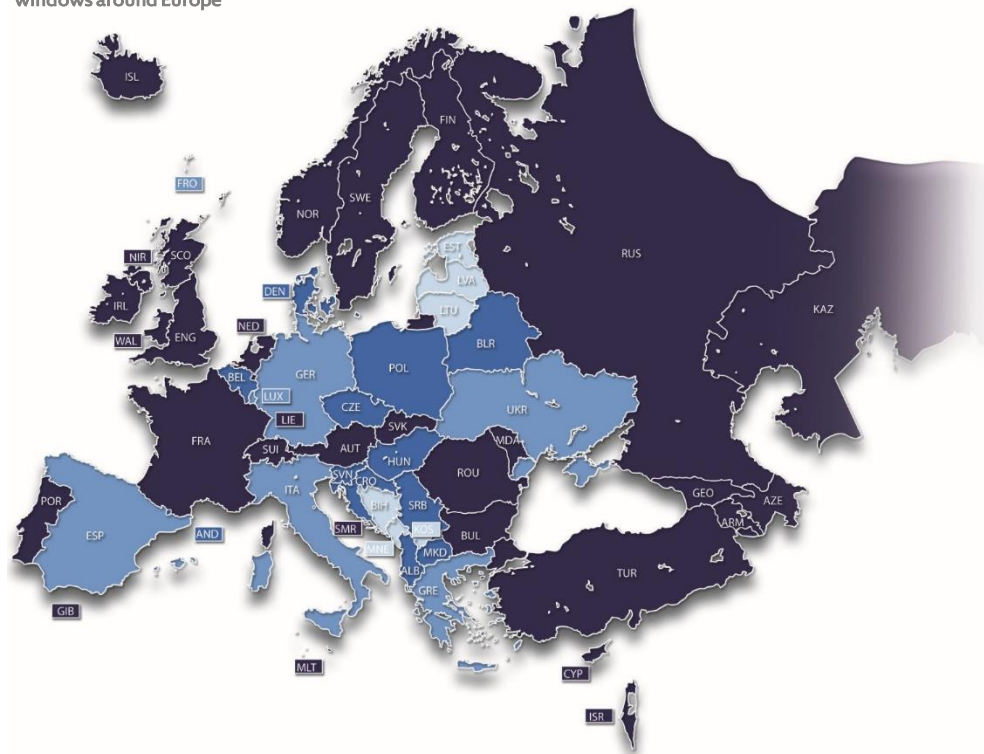 windows around Europe
ISL
FIN
FRO
SWE
NOR
RUS
SCO
NIR
EST
LVA
IRL
DEN
LTU
KAZ
NED
WAL
ENG
BLR
GER
POL
BEL
LUX
CZE
UKR
LIE
SVK
FRA
MDA
SUI
AUT
HUN
ROU
SVN
CRO
ITA
POR
GEO
AZE
BIH
SRB
ARM
ESP
AND
SMR
KOS
BUL
MNE
MKD
ALB
TUR
GRE
GIB
MLT
CYP
ISR